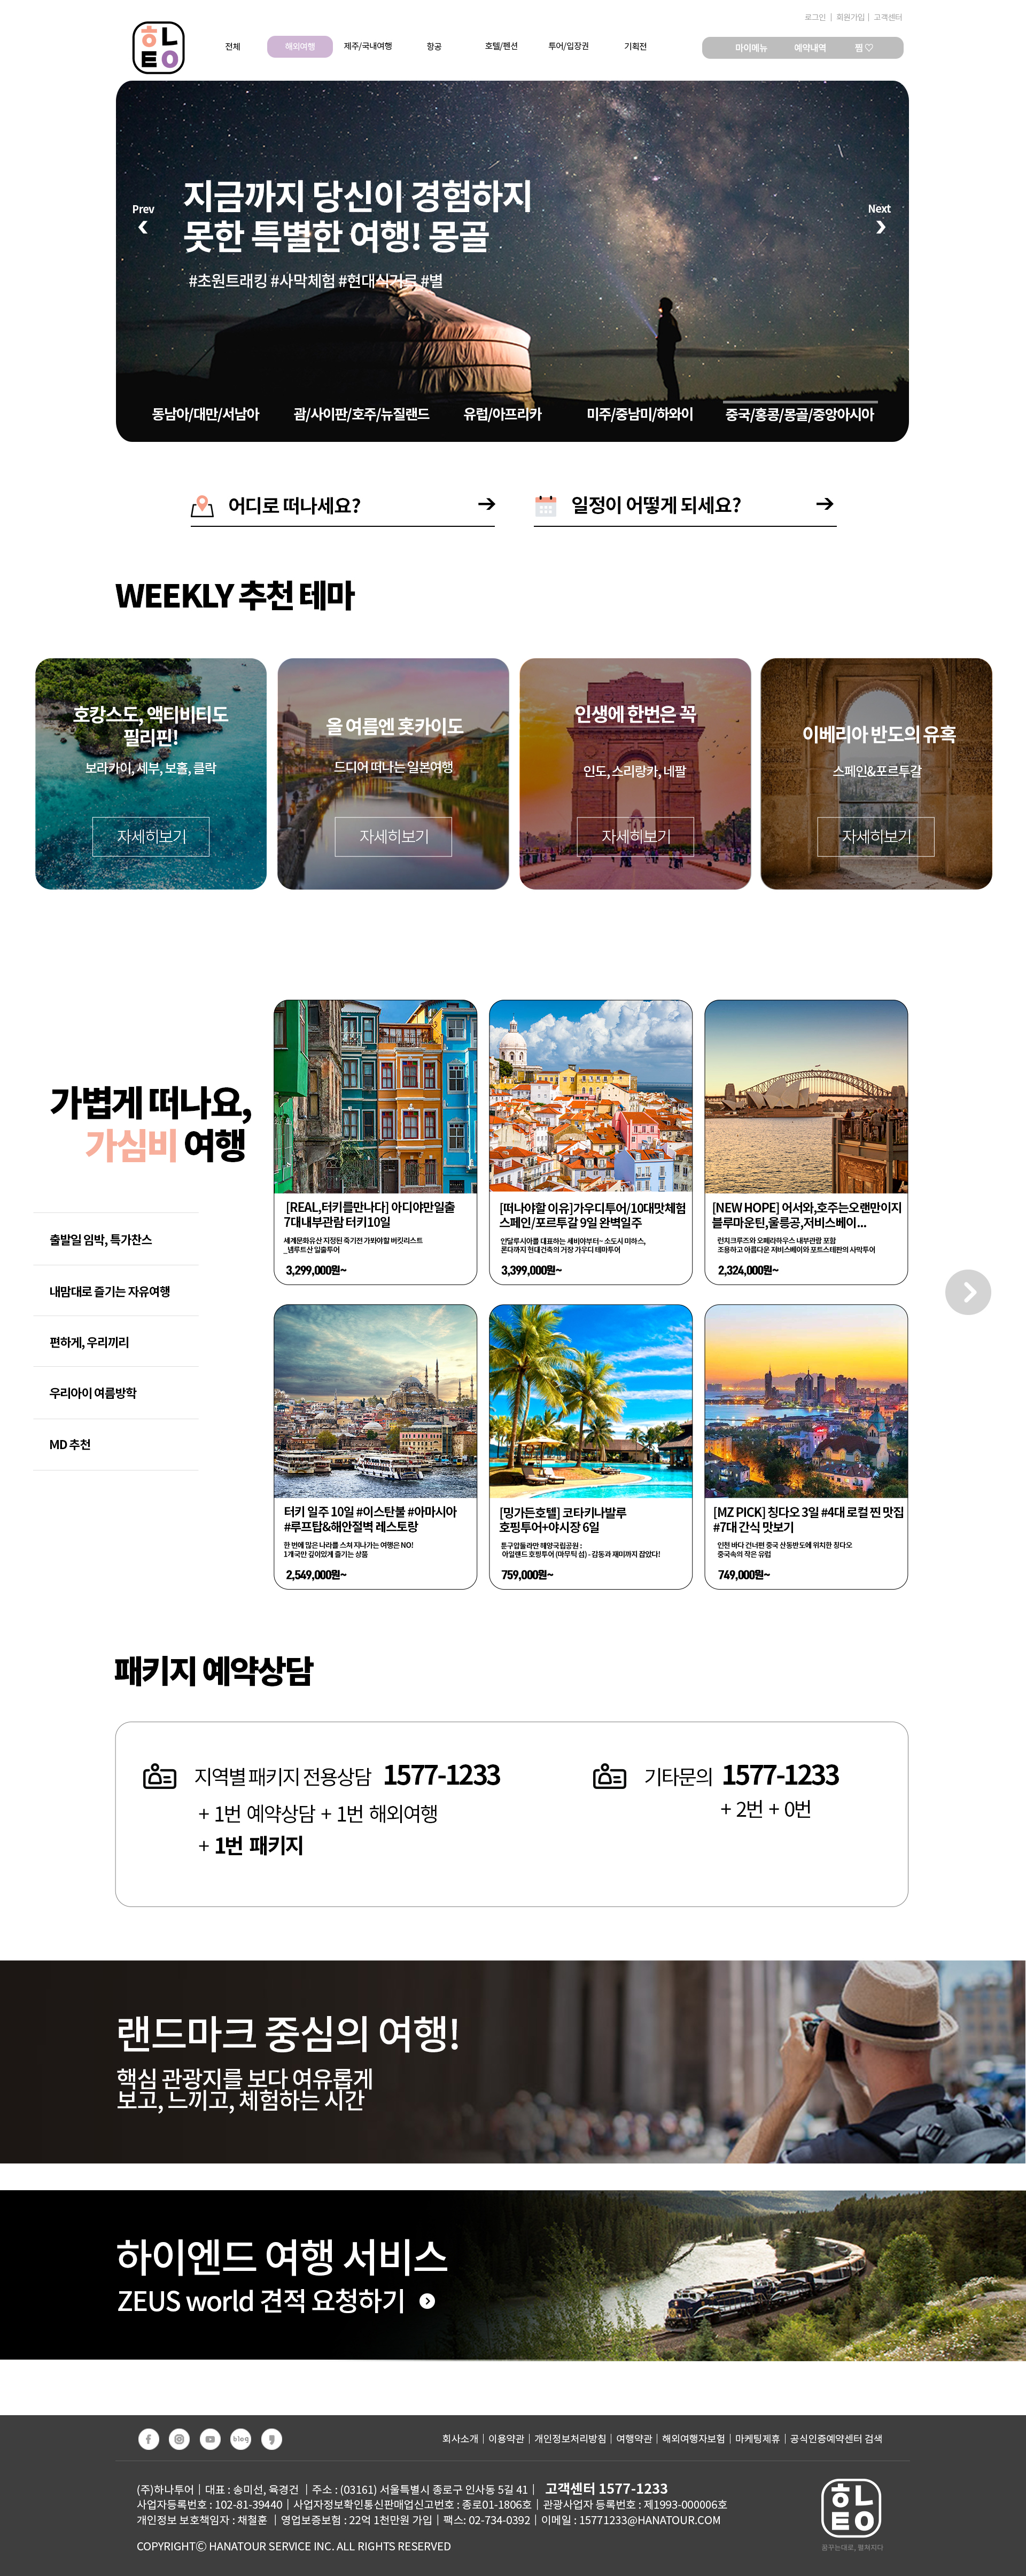 로그인 | 회원가입 | 고객센터
하L
EO
전체 해외여행 제주/국내여행 항공 호텔/펜션 투어/입장권 기획전
마이메뉴 예약내역 찜♡
지금까지 당신이 경험하지
못한 특별한 여행! 몽골
Prev
Next
#초원트래킹 #사막체험 #현대식게르 #별
동남아/대만/서남아 괌/사이판/호주/뉴질랜드 유럽/아프리카 미주/중남미/하와이 중국/홍콩/몽골/중앙아시아
어디로 떠나세요?
일정이 어떻게 되세요?
WEEKLY 추천 테마
호캉스도, 액티비티도
필리핀!
보라카이, 세부, 보홀, 클락
자세히보기
올 여름엔 홋카이도
드디어 떠나는 일본여행
자세히보기
인생에 한번은 꼭
인도, 스리랑카, 네팔
자세히보기
이베리아 반도의 유혹
스페인&포르투갈
자세히보기
가볍게 떠나요,
가심비 여행
출발일 임박, 특가찬스
내맘대로 즐기는 자유여행
편하게, 우리끼리
우리아이 여름방학
MD 추천
[REAL,터키를만나다] 아디야만일출
7대내부관람 터키10일
세계문화유산 지정된 죽기전 가봐야할 버킷리스트
_넴루트산 일출투어
3,299,000원~
[떠나야할 이유]가우디투어/10대맛체험
스페인/포르투갈 9일 완벽일주
안달루시아를 대표하는 세비야부터~ 소도시 미하스,
론다까지 현대건축의 거장 가우디 테마투어
3,399,000원~
[NEW HOPE] 어서와,호주는오랜만이지
블루마운틴,울릉공,저비스베이...
런치크루즈와 오페라하우스 내부관람 포함
조용하고 아름다운 저비스베이와 포트스테판의 사막투어
2,324,000원~
터키 일주 10일 #이스탄불 #아마시아
#루프탑&해안절벽 레스토랑
한 번에 많은 나라를 스쳐 지나가는 여행은 NO!
1개국만 깊이있게 즐기는 상품
2,549,000원~
[밍가든호텔] 코타키나발루
호핑투어+야시장 6일
툰구압둘라만 해양국립공원 :
아일랜드 호핑투어 (마무틱 섬) - 감동과 재미까지 잡았다!
759,000원~
[MZ PICK] 칭다오 3일 #4대 로컬 찐 맛집
#7대 간식 맛보기
인천 바다 건너편 중국 산동반도에 위치한 칭다오
중국속의 작은 유럽
749,000원~
패키지 예약상담
지역별 패키지 전용상담 1577-1233
+ 1번 예약상담 + 1번 해외여행
+ 1번 패키지
기타문의 1577-1233
+ 2번 + 0번
랜드마크 중심의 여행!
핵심 관광지를 보다 여유롭게
보고, 느끼고, 체험하는 시간
하이엔드 여행 서비스
ZEUS world 견적 요청하기
blog
회사소개 | 이용약관 | 개인정보처리방침 | 여행약관 | 해외여행자보험 | 마케팅제휴 | 공식인증예약센터 검색
(주)하나투어 | 대표 : 송미선, 육경건 | 주소 : (03161) 서울특별시 종로구 인사동 5길 41 | 고객센터 1577-1233
사업자등록번호 : 102-81-39440 | 사업자정보확인통신판매업신고번호 : 종로01-1806호 | 관광사업자 등록번호 : 제1993-000006호
개인정보 보호책임자 : 채철훈 | 영업보증보험 : 22억 1천만원 가입 | 팩스: 02-734-0392 | 이메일 : 15771233@HANATOUR.COM
COPYRIGHTⓒ HANATOUR SERVICE INC. ALL RIGHTS RESERVED
하L
EO
꿈꾸는대로, 펼쳐지다